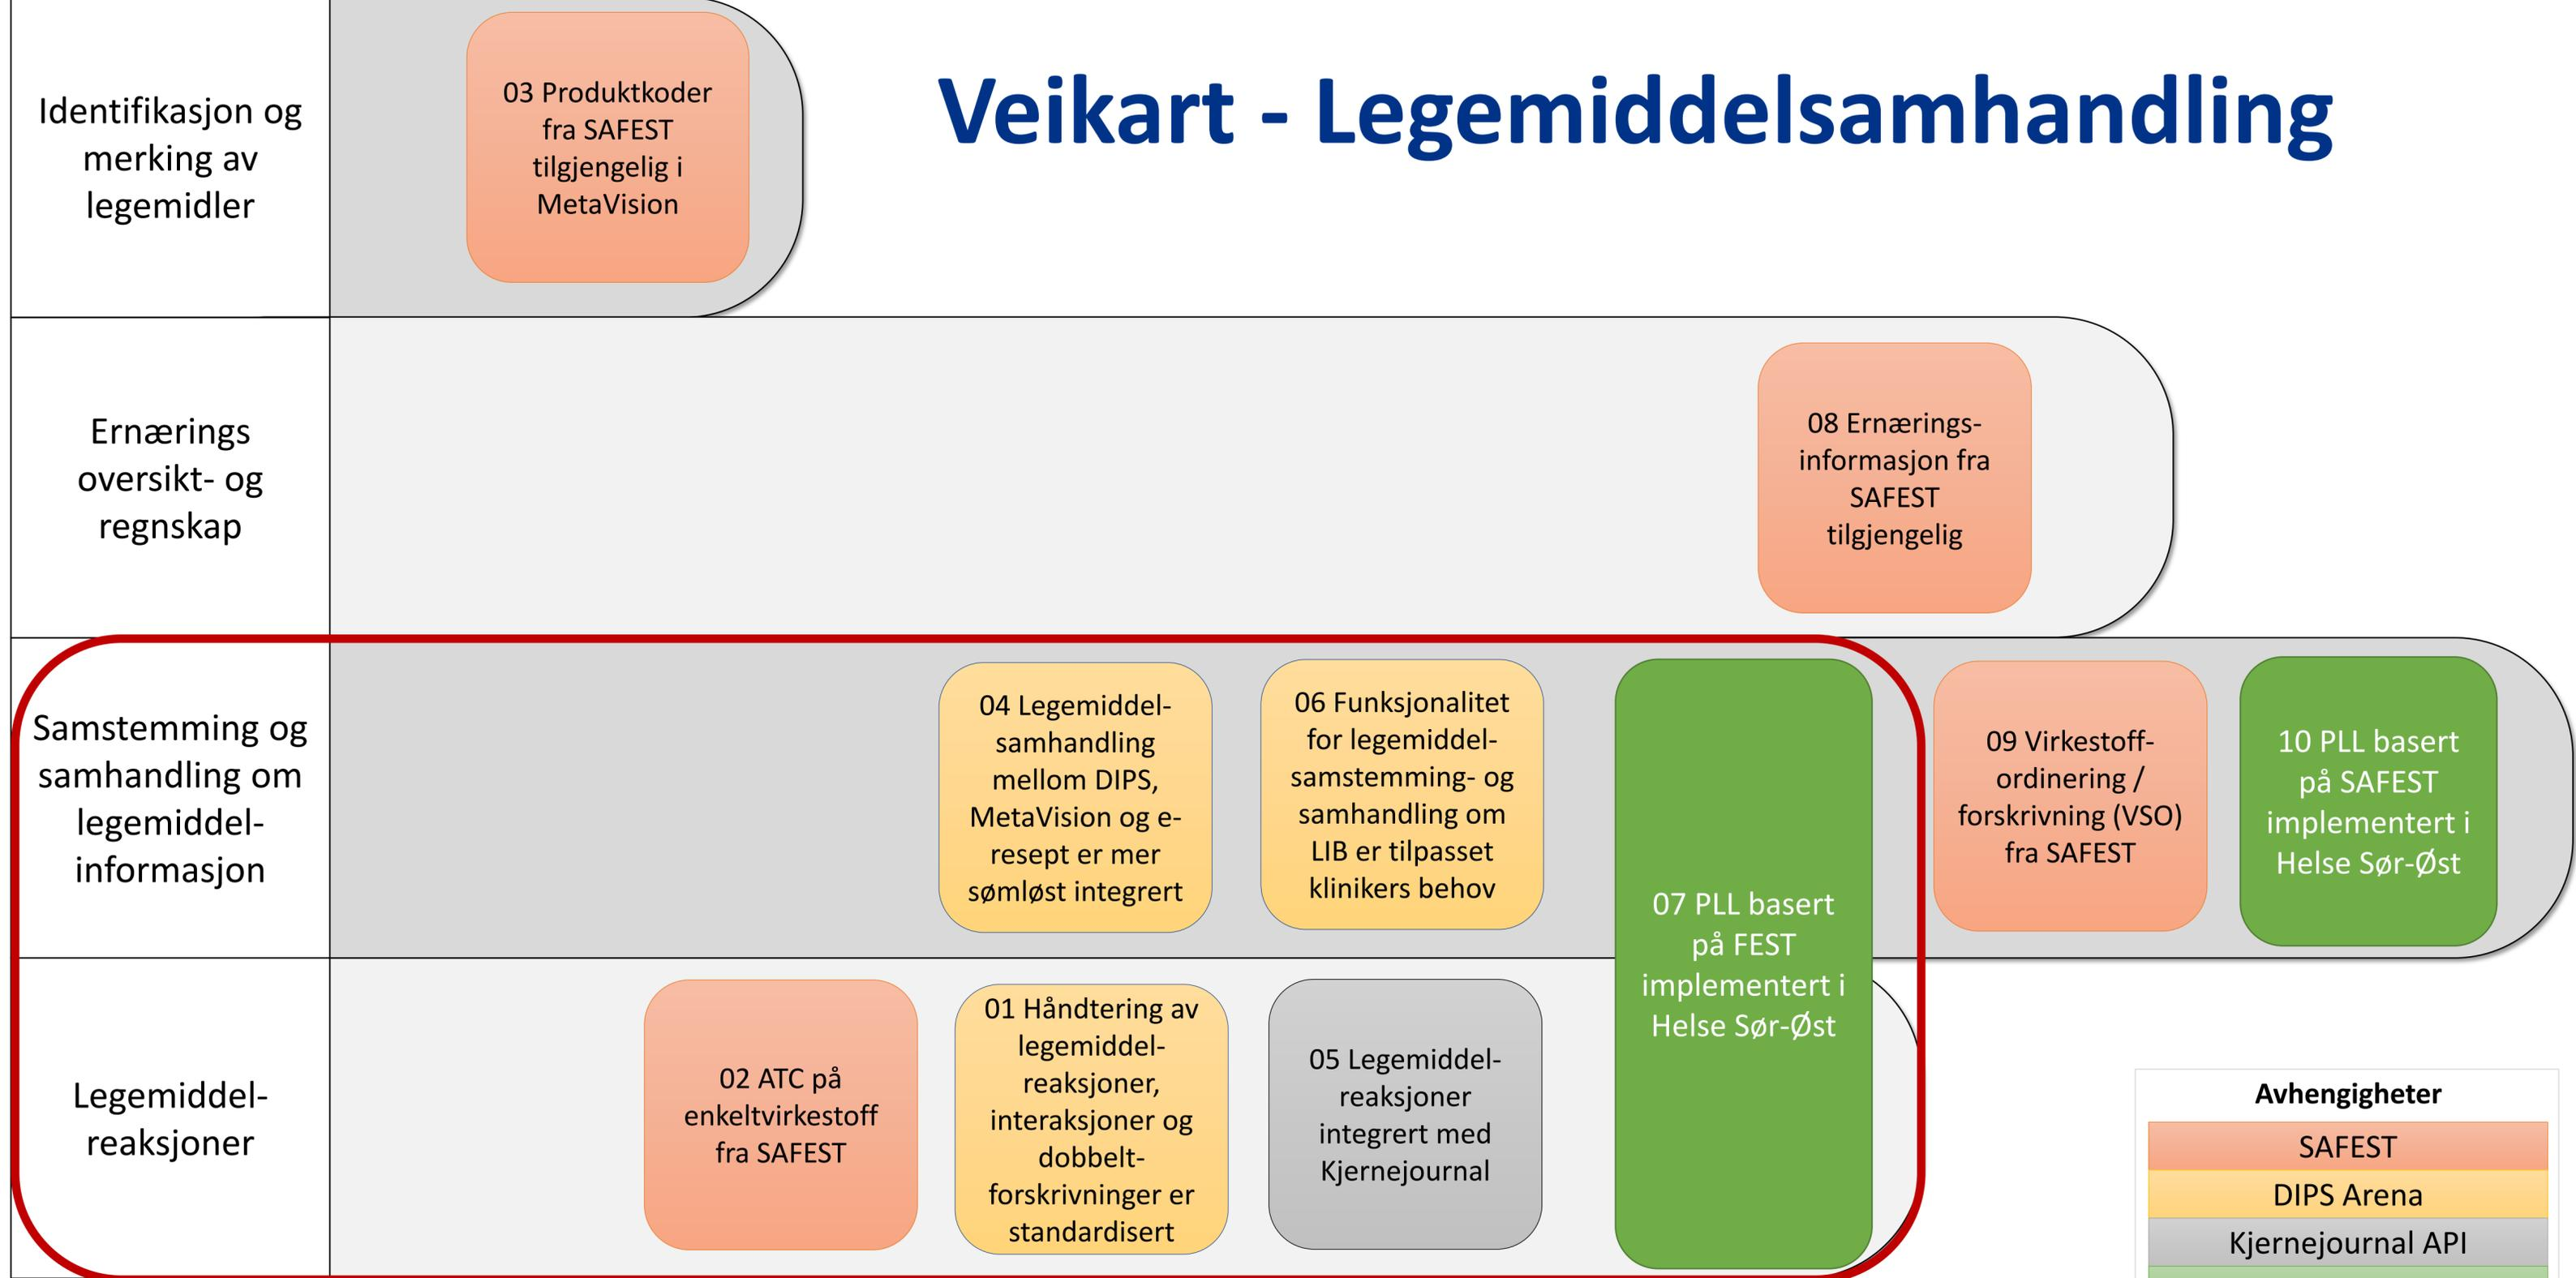 Veikart - Legemiddelsamhandling
Identifikasjon og
merking av
legemidler
03 Produktkoder
fra SAFEST
tilgjengelig i
MetaVision
Ernærings
oversikt- og
regnskap
08 Ernærings-
informasjon fra
SAFEST
tilgjengelig
Samstemming og
samhandling om
legemiddel-
informasjon
04 Legemiddel-
samhandling
mellom DIPS,
MetaVision og e-
resept er mer
sømløst integrert
06 Funksjonalitet
for legemiddel-
samstemming- og
samhandling om
LIB er tilpasset
klinikers behov
07 PLL basert
på FEST
implementert i
Helse Sør-Øst
09 Virkestoff-
ordinering /
forskrivning (VSO)
fra SAFEST
10 PLL basert
på SAFEST
implementert i
Helse Sør-Øst
Legemiddel-
reaksjoner
02 ATC på
enkeltvirkestoff
fra SAFEST
01 Håndtering av
legemiddel-
reaksjoner,
interaksjoner og
dobbelt-
forskrivninger er
standardisert
05 Legemiddel-
reaksjoner
integrert med
Kjernejournal
Avhengigheter
SAFEST
DIPS Arena
Kjernejournal API